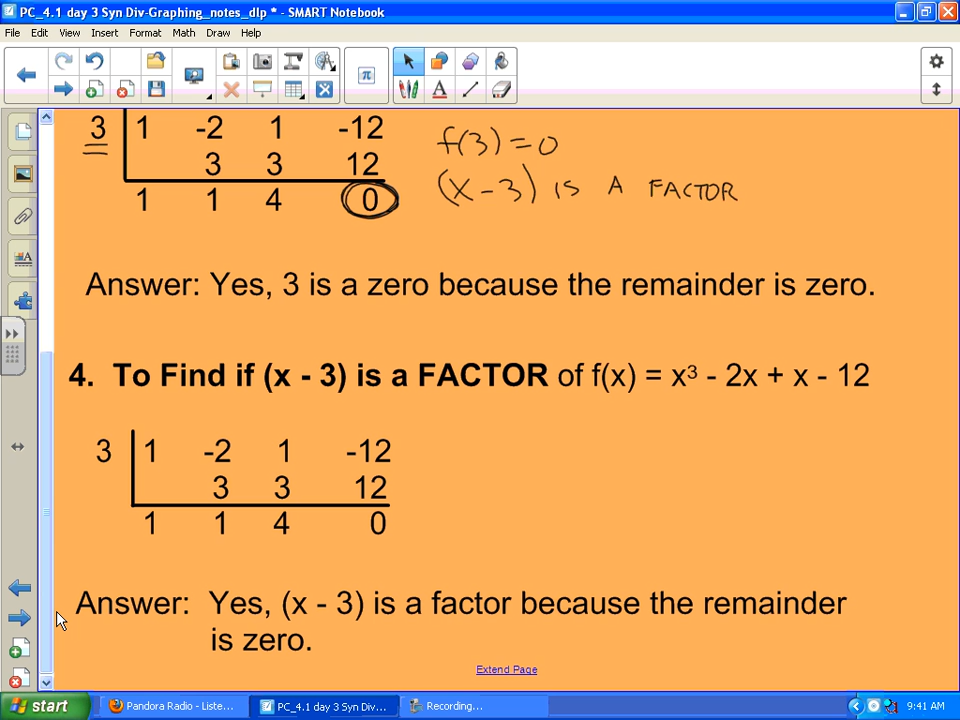 PC_4.1 day 3 Syn Div-Graphing_notes_dlp * - SMART Notebook
File Edit View Insert Format Math Draw Help
π
3 1 -2 1 -12
3 3 12
1 1 4 0
f(3) = 0
(x - 3) IS A FACTOR
Answer: Yes, 3 is a zero because the remainder is zero.
4. To Find if (x - 3) is a FACTOR of f(x) = x³ - 2x + x - 12
3 1 -2 1 -12
3 3 12
1 1 4 0
Answer: Yes, (x - 3) is a factor because the remainder
is zero.
Extend Page
start Pandora Radio - Liste... PC_4.1 day 3 Syn Div... Recording... 9:41 AM